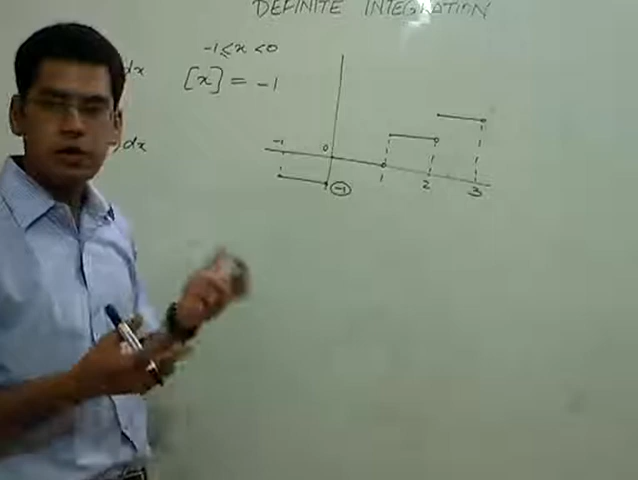 DEFINITE INTEGRATION
-1 ≤ x < 0
dx
[x] = -1
-1
0
)dx
1
2
3
-1